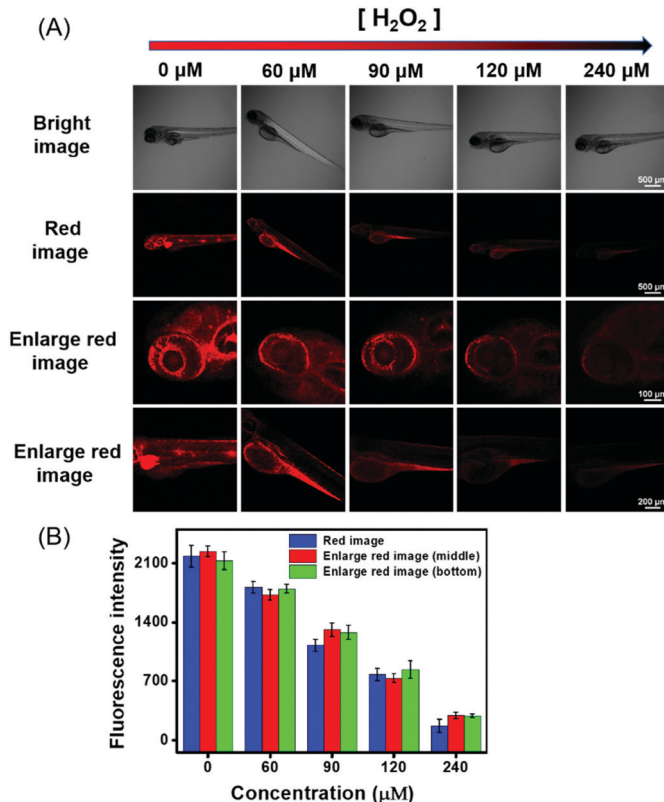 (A)
[ H₂O₂ ]
0 µM 60 µM 90 µM 120 µM 240 µM
Bright
image
500 µm
Red
image
500 µm
Enlarge red
image
100 µm
Enlarge red
image
200 µm
(B)
Fluorescence intensity
2100
1400
700
0
Red image
Enlarge red image (middle)
Enlarge red image (bottom)
0 60 90 120 240
Concentration (µM)